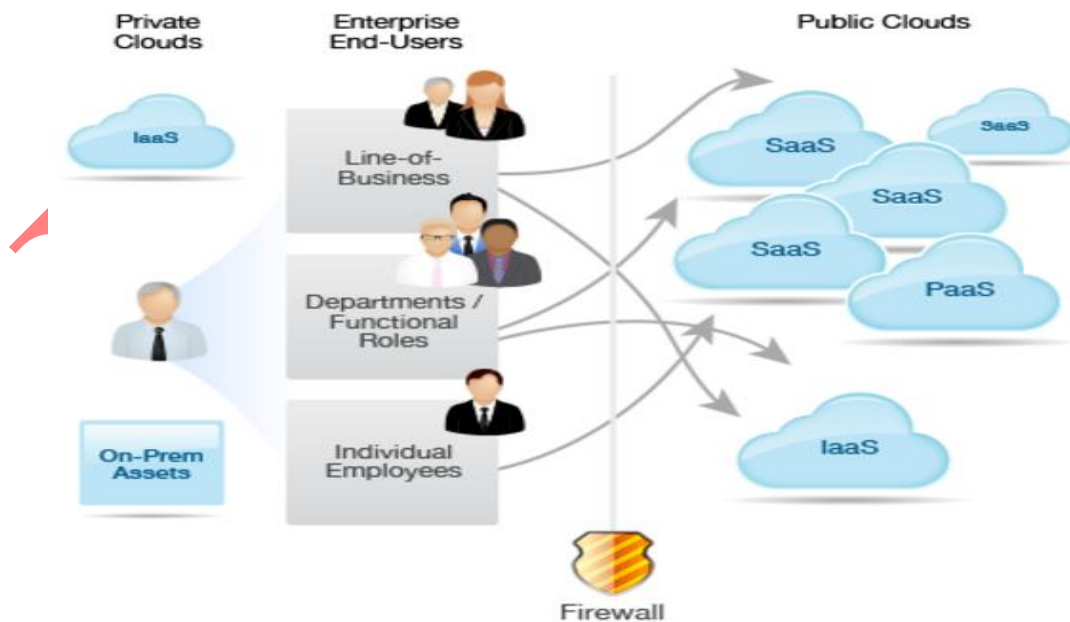 Private
Clouds
Enterprise
End-Users
Public Clouds
IaaS
Line-of-
Business
Departments /
Functional
Roles
Individual
Employees
On-Prem
Assets
SaaS
SaaS
SaaS
SaaS
PaaS
IaaS
Firewall